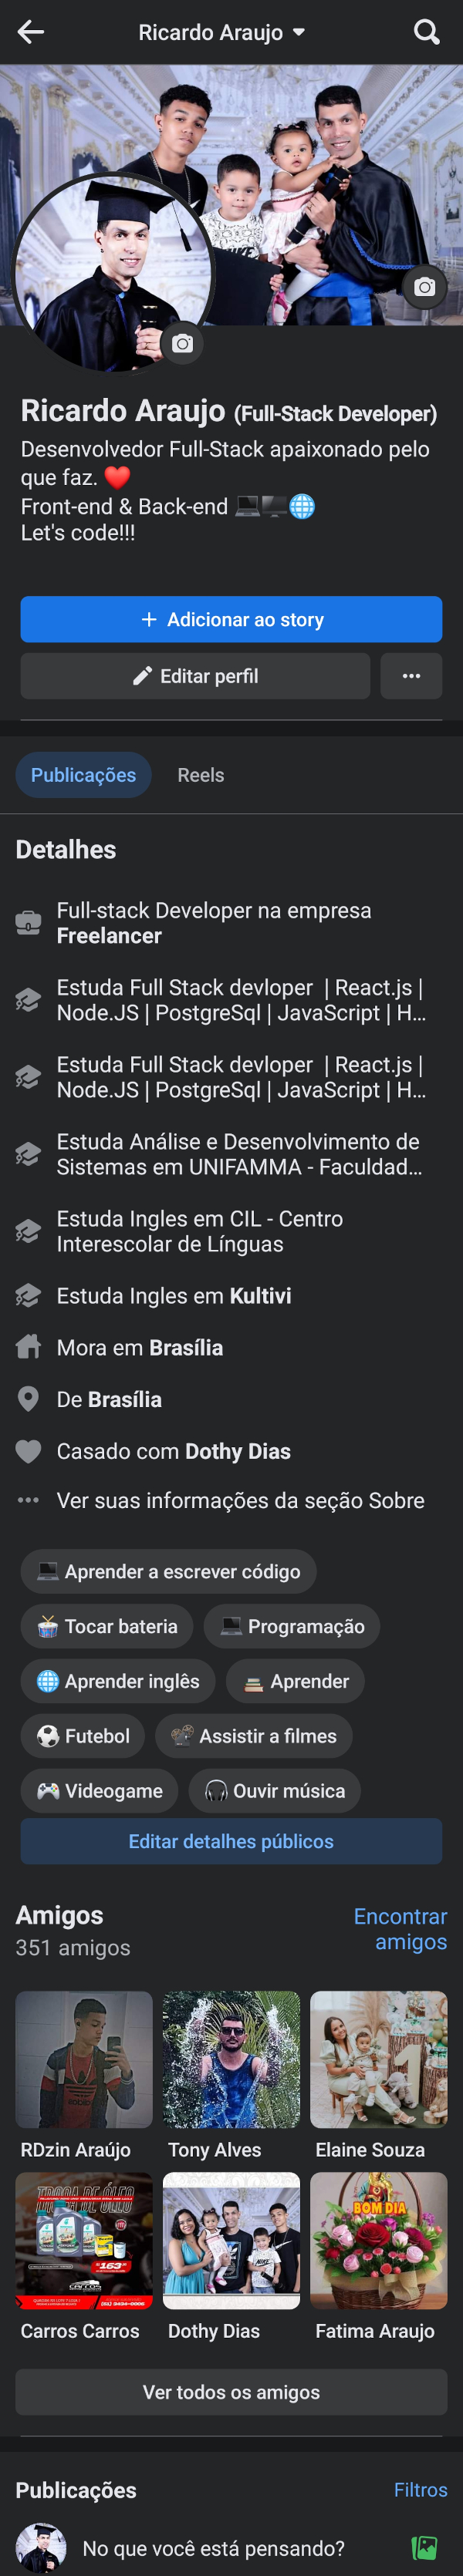 Ricardo Araujo
Ricardo Araujo (Full-Stack Developer)
Desenvolvedor Full-Stack apaixonado pelo
que faz. ❤️
Front-end & Back-end 💻🖥️🌐
Let's code!!!
+ Adicionar ao story
Editar perfil
Publicações
Reels
Detalhes
Full-stack Developer na empresa
Freelancer
Estuda Full Stack devloper | React.js |
Node.JS | PostgreSql | JavaScript | H...
Estuda Full Stack devloper | React.js |
Node.JS | PostgreSql | JavaScript | H...
Estuda Análise e Desenvolvimento de
Sistemas em UNIFAMMA - Faculdad...
Estuda Ingles em CIL - Centro
Interescolar de Línguas
Estuda Ingles em Kultivi
Mora em Brasília
De Brasília
Casado com Dothy Dias
Ver suas informações da seção Sobre
💻 Aprender a escrever código
🥁 Tocar bateria 💻 Programação
🌐 Aprender inglês 📚 Aprender
⚽ Futebol 🎥 Assistir a filmes
🎮 Videogame 🎧 Ouvir música
Editar detalhes públicos
Amigos
351 amigos
Encontrar
amigos
RDzin Araújo
Tony Alves
1
Elaine Souza
TROCA DE ÓLEO
163
CARROS
Carros Carros
NIKE
Dothy Dias
BOM DIA
Fatima Araujo
Ver todos os amigos
Publicações
Filtros
No que você está pensando?